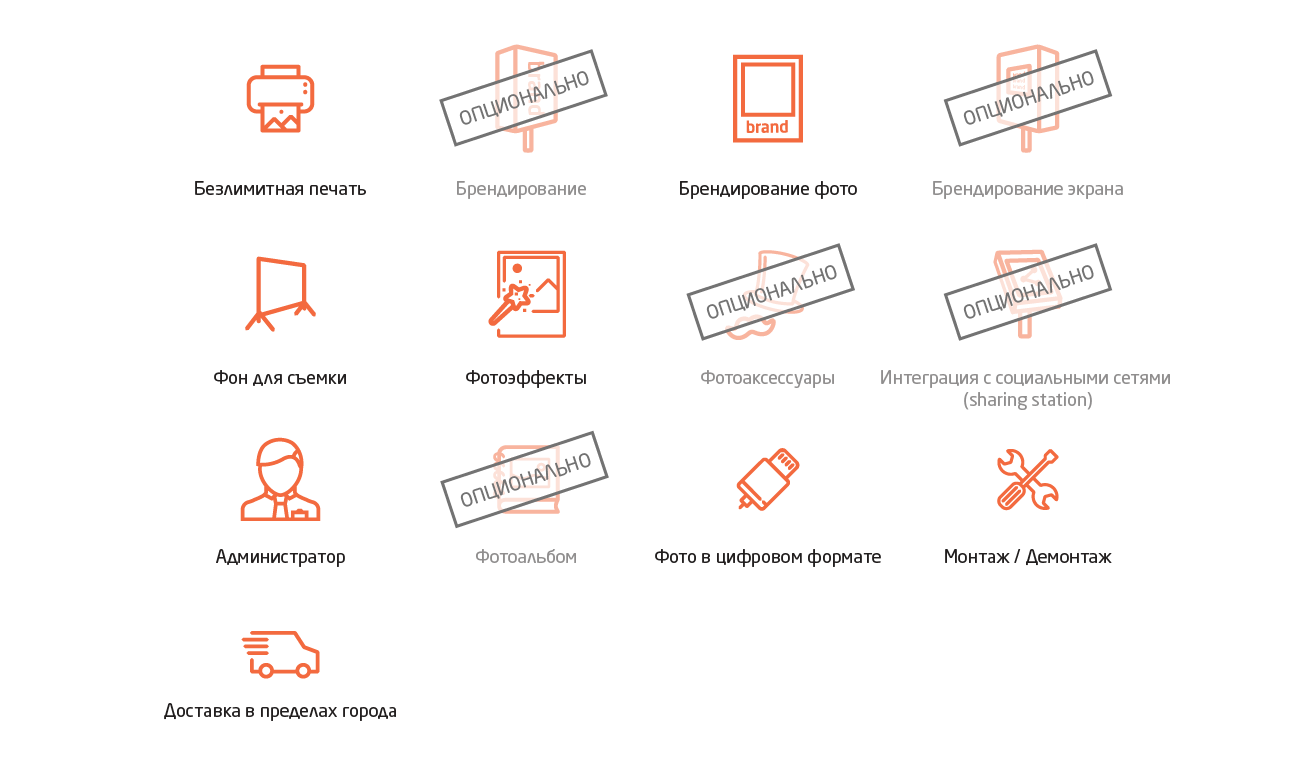 ОПЦИОНАЛЬНО
brand
ОПЦИОНАЛЬНО
Безлимитная печать
Брендирование
Брендирование фото
Брендирование экрана
ОПЦИОНАЛЬНО
ОПЦИОНАЛЬНО
Фон для съемки
Фотоэффекты
Фотоаксессуары
Интеграция с социальными сетями
(sharing station)
ОПЦИОНАЛЬНО
Администратор
Фотоальбом
Фото в цифровом формате
Монтаж / Демонтаж
Доставка в пределах города